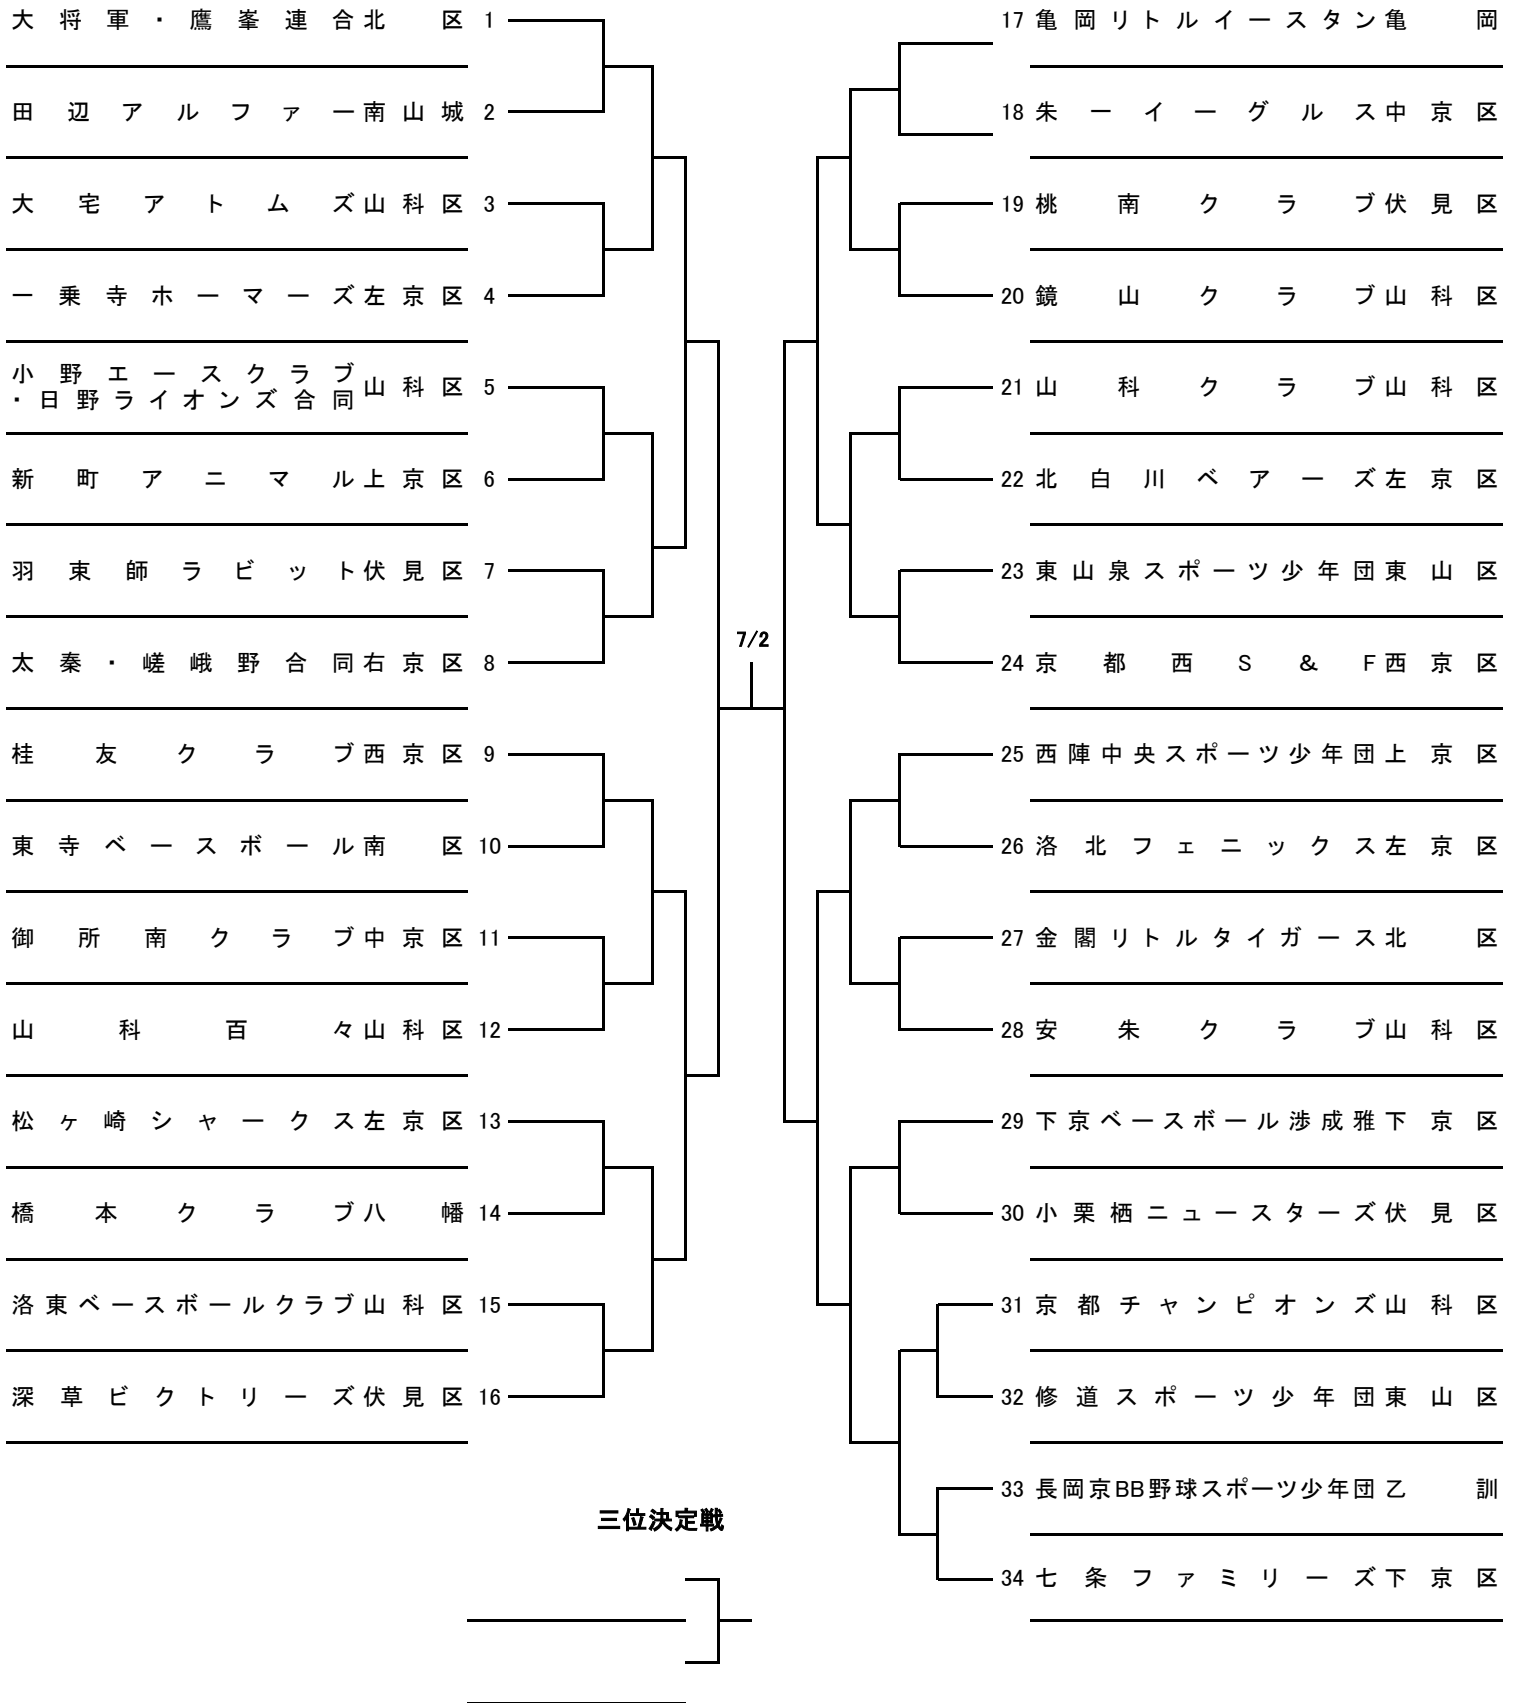 大将軍・鷹峯連合 北区 1
田辺アルファー 南山城 2
大宅アトムズ 山科区 3
一乗寺ホーマーズ 左京区 4
小野エースクラブ
・日野ライオンズ合同 山科区 5
新町アニマル 上京区 6
羽束師ラビット 伏見区 7
太秦・嵯峨野合同 右京区 8
桂友クラブ 西京区 9
東寺ベースボール 南区 10
御所南クラブ 中京区 11
山科百々 山科区 12
松ヶ崎シャークス 左京区 13
橋本クラブ 八幡 14
洛東ベースボールクラブ 山科区 15
深草ビクトリーズ 伏見区 16
7/2
17 亀岡リトルイースタン 亀岡
18 朱一イーグルス 中京区
19 桃南クラブ 伏見区
20 鏡山クラブ 山科区
21 山科クラブ 山科区
22 北白川ベアーズ 左京区
23 東山泉スポーツ少年団 東山区
24 京都西S&F 西京区
25 西陣中央スポーツ少年団 上京区
26 洛北フェニックス 左京区
27 金閣リトルタイガース 北区
28 安朱クラブ 山科区
29 下京ベースボール渉成雅 下京区
30 小栗栖ニュースターズ 伏見区
31 京都チャンピオンズ 山科区
32 修道スポーツ少年団 東山区
33 長岡京BB野球スポーツ少年団 乙訓
34 七条ファミリーズ 下京区
三位決定戦